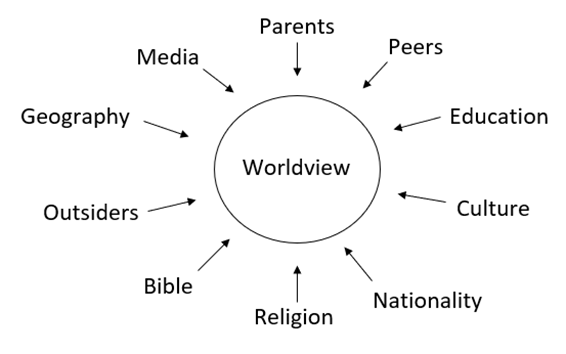 Parents
Peers
Media
Geography
Education
Worldview
Outsiders
Culture
Bible
Religion
Nationality